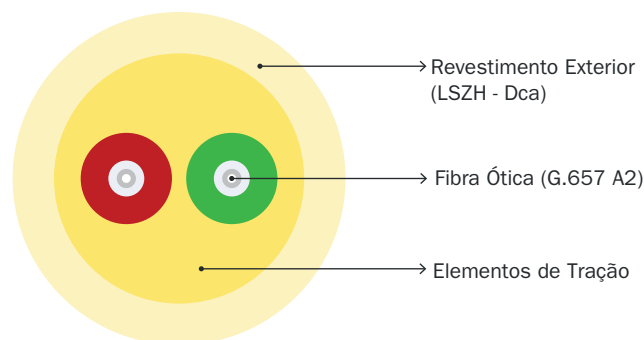 Revestimento Exterior
(LSZH - Dca)
Fibra Ótica (G.657 A2)
Elementos de Tração